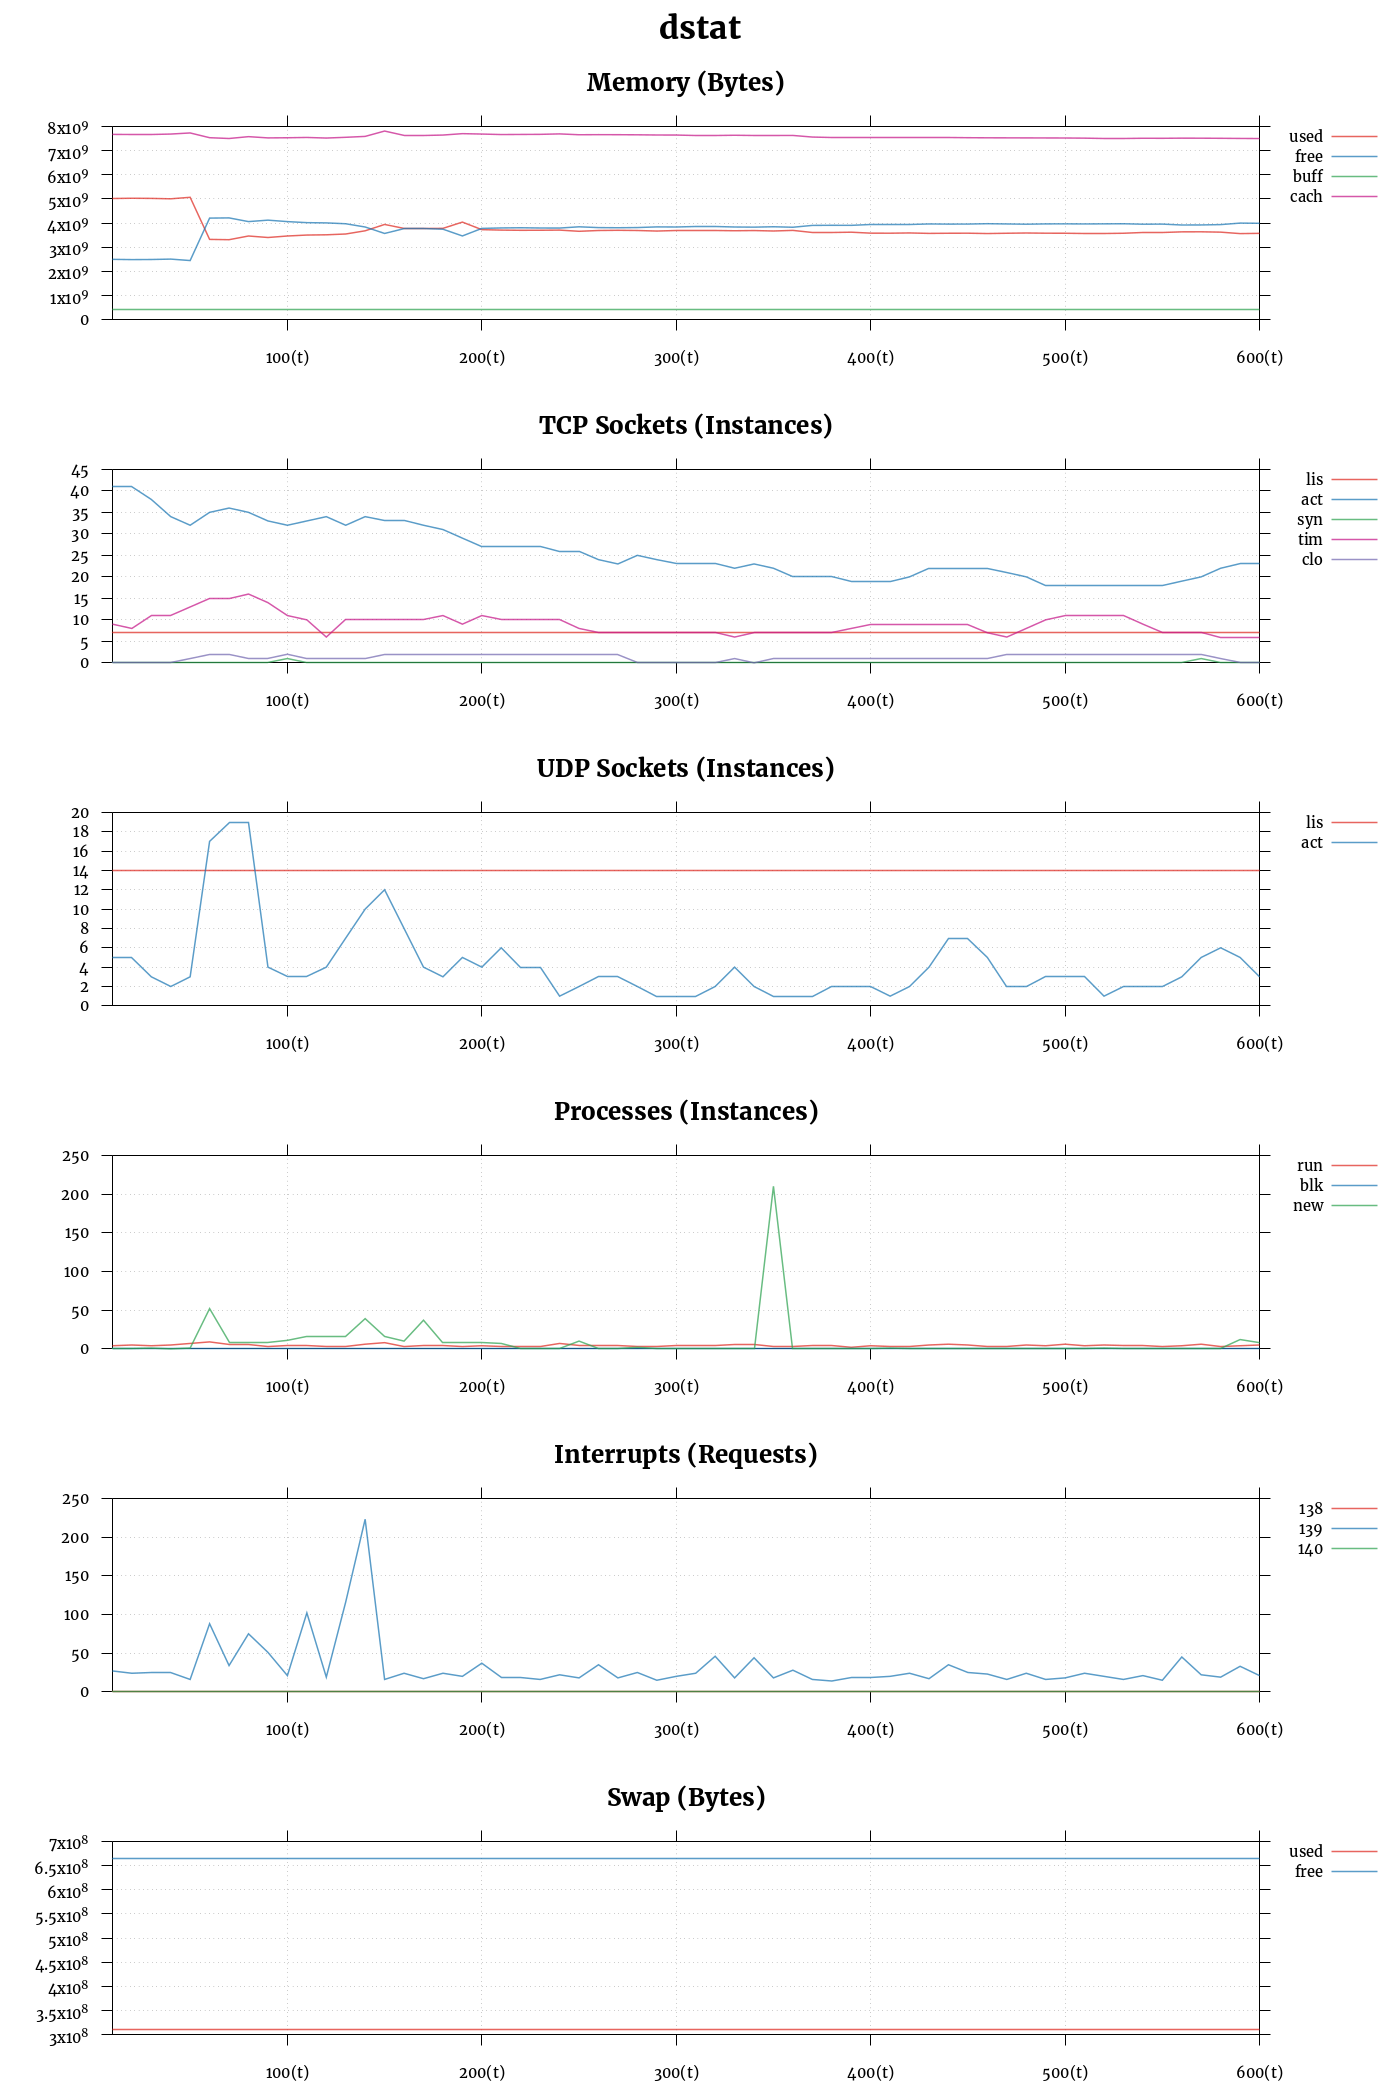 dstat
Memory (Bytes)
8x10⁹
7x10⁹
6x10⁹
5x10⁹
4x10⁹
3x10⁹
2x10⁹
1x10⁹
0
100(t) 200(t) 300(t) 400(t) 500(t) 600(t)
used
free
buff
cach
TCP Sockets (Instances)
45
40
35
30
25
20
15
10
5
0
100(t) 200(t) 300(t) 400(t) 500(t) 600(t)
lis
act
syn
tim
clo
UDP Sockets (Instances)
20
18
16
14
12
10
8
6
4
2
0
100(t) 200(t) 300(t) 400(t) 500(t) 600(t)
lis
act
Processes (Instances)
250
200
150
100
50
0
100(t) 200(t) 300(t) 400(t) 500(t) 600(t)
run
blk
new
Interrupts (Requests)
250
200
150
100
50
0
100(t) 200(t) 300(t) 400(t) 500(t) 600(t)
138
139
140
Swap (Bytes)
7x10⁸
6.5x10⁸
6x10⁸
5.5x10⁸
5x10⁸
4.5x10⁸
4x10⁸
3.5x10⁸
3x10⁸
100(t) 200(t) 300(t) 400(t) 500(t) 600(t)
used
free